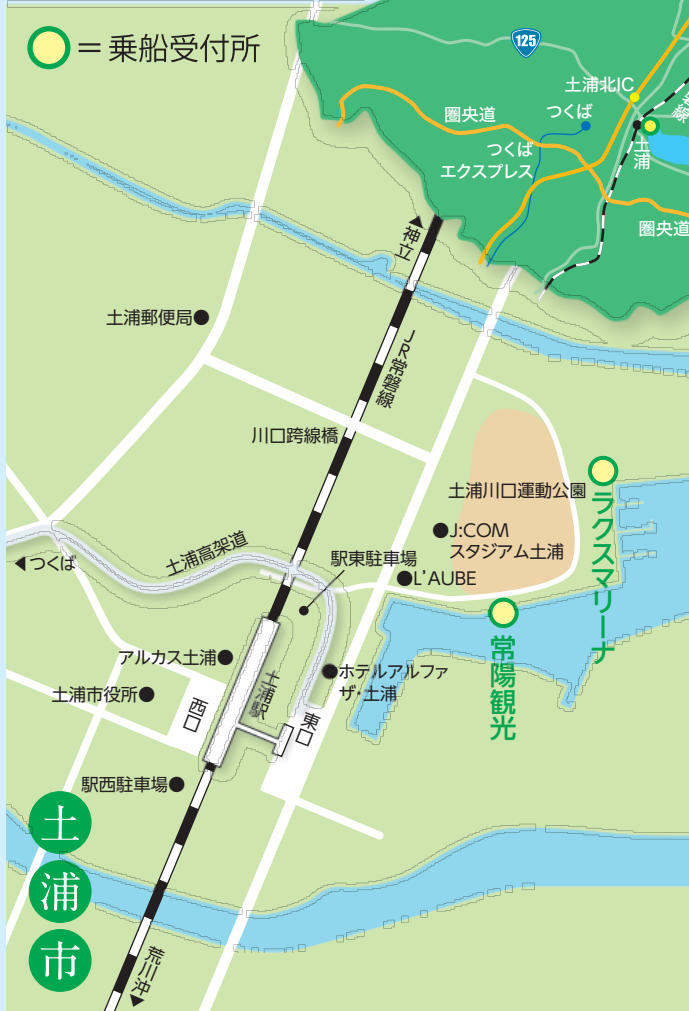 ＝乗船受付所
125
土浦北IC
つくば
圏央道
土浦
つくば
エクスプレス
圏央道
▲神立
土浦郵便局
JR常磐線
川口跨線橋
土浦川口運動公園
ラクスマリーナ
J:COM
スタジアム土浦
土浦高架道
◀つくば
駅東駐車場
L'AUBE
常陽観光
アルカス土浦
土浦駅
ホテルアルファ
ザ・土浦
土浦市役所
西口
東口
駅西駐車場
土浦市
荒川沖▼